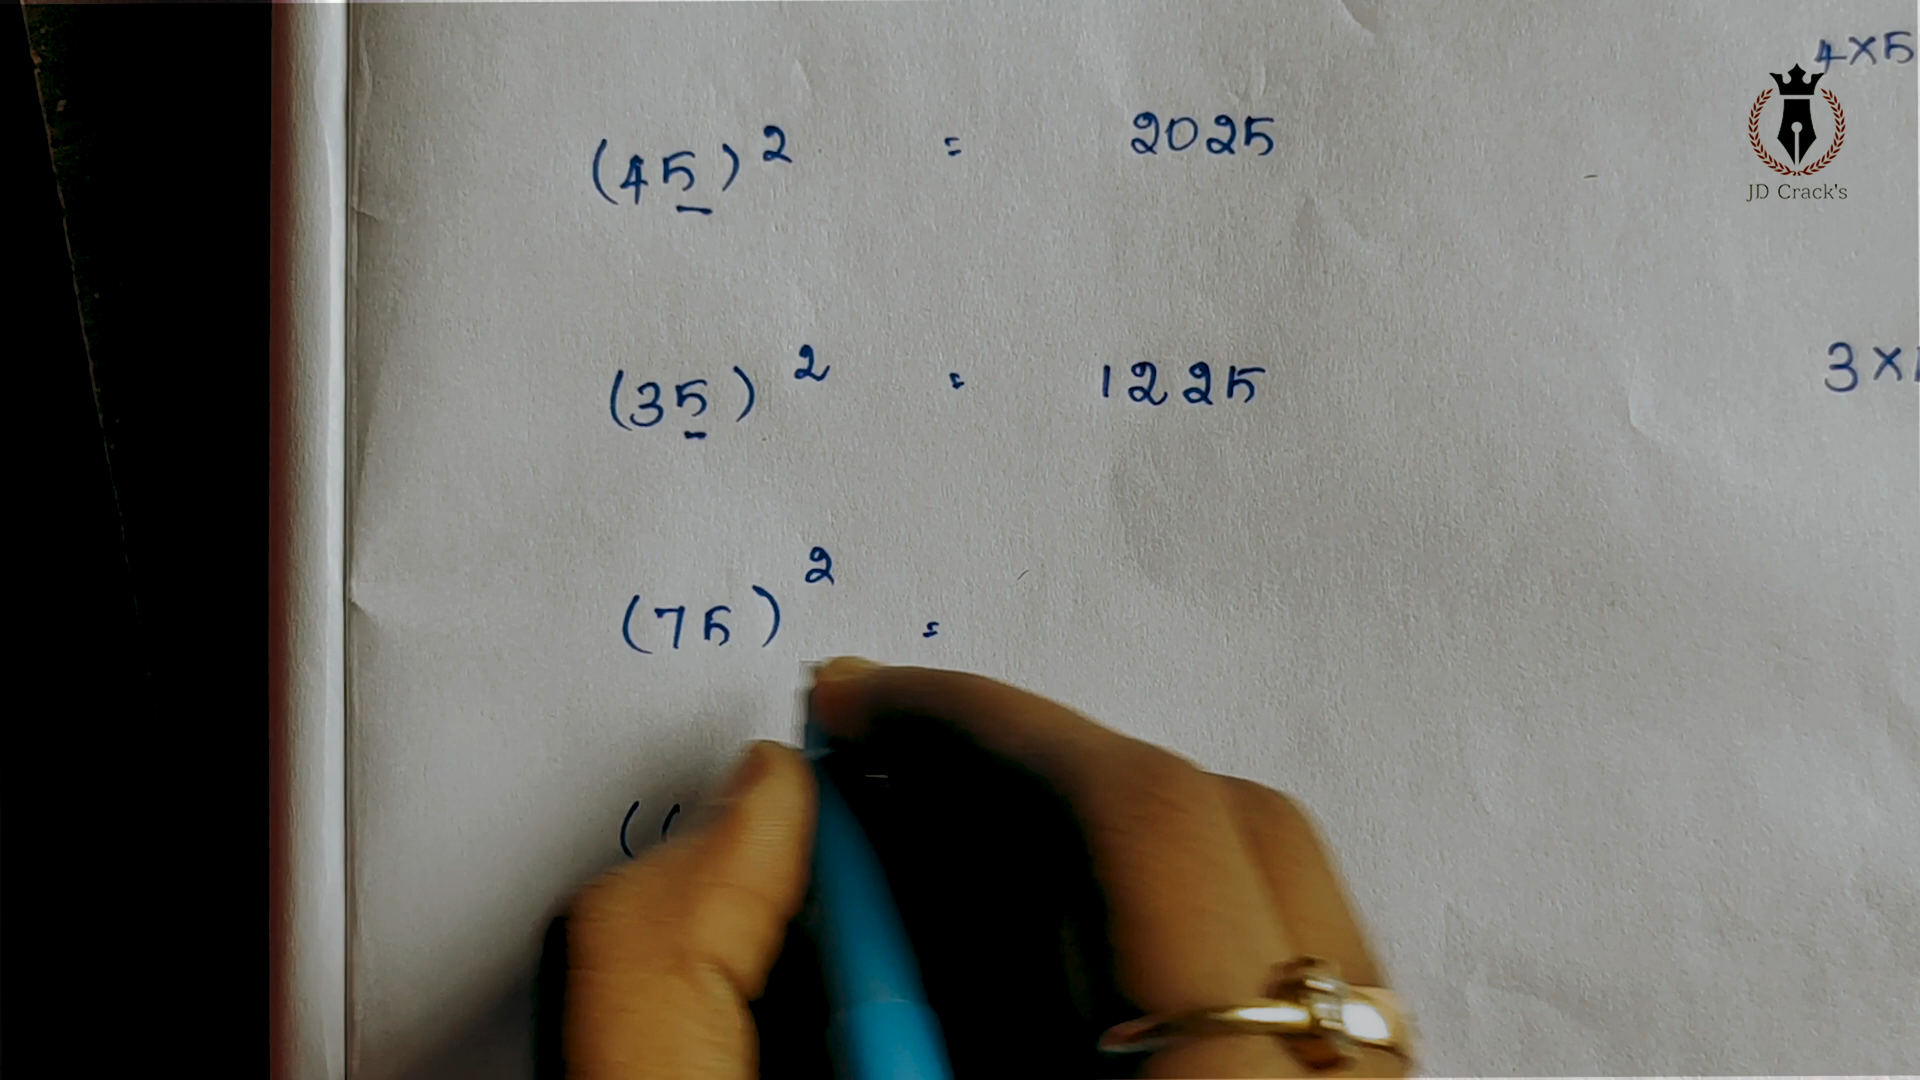 4×5
(45)² = 2025
JD Crack's
(35)² = 1225
3×
(75)² =
((